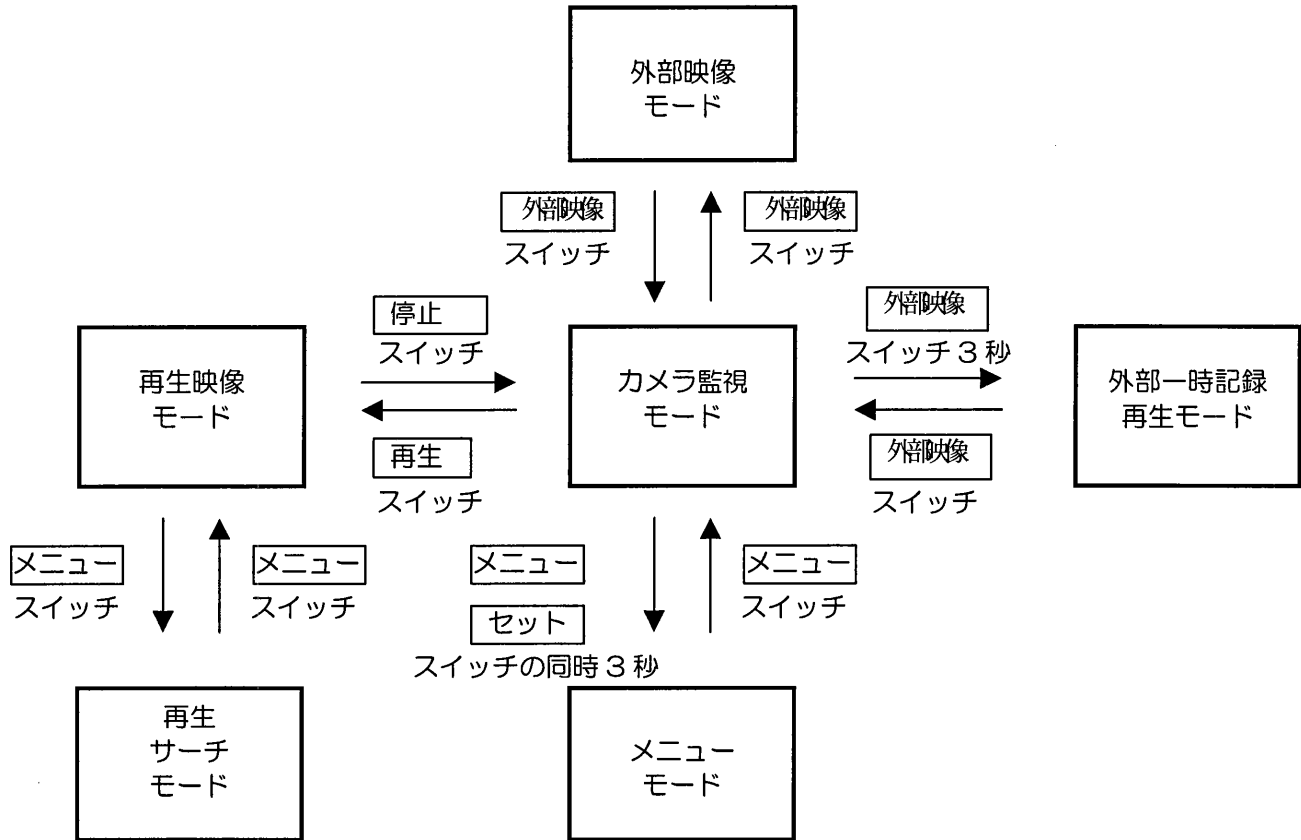 外部映像
モード
外部映像
スイッチ
外部映像
スイッチ
停止
スイッチ
外部映像
スイッチ3秒
再生映像
モード
カメラ監視
モード
外部一時記録
再生モード
再生
スイッチ
外部映像
スイッチ
メニュー
スイッチ
メニュー
スイッチ
メニュー
セット
スイッチの同時3秒
メニュー
スイッチ
再生
サーチ
モード
メニュー
モード